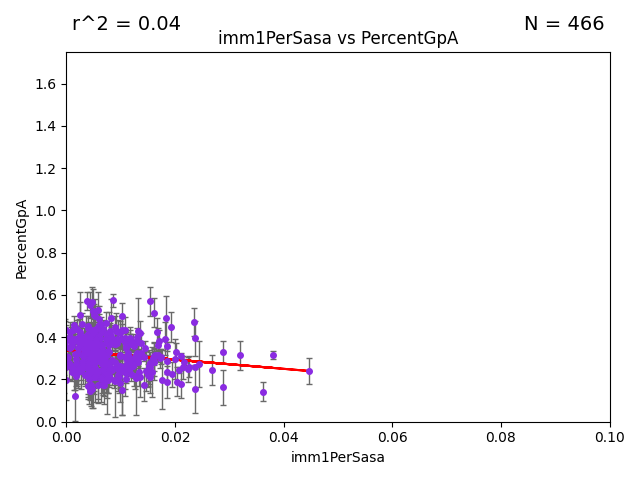 r^2 = 0.04
N = 466
imm1PerSasa vs PercentGpA
1.6
1.4
1.2
1.0
0.8
0.6
0.4
0.2
0.0
PercentGpA
0.00 0.02 0.04 0.06 0.08 0.10
imm1PerSasa